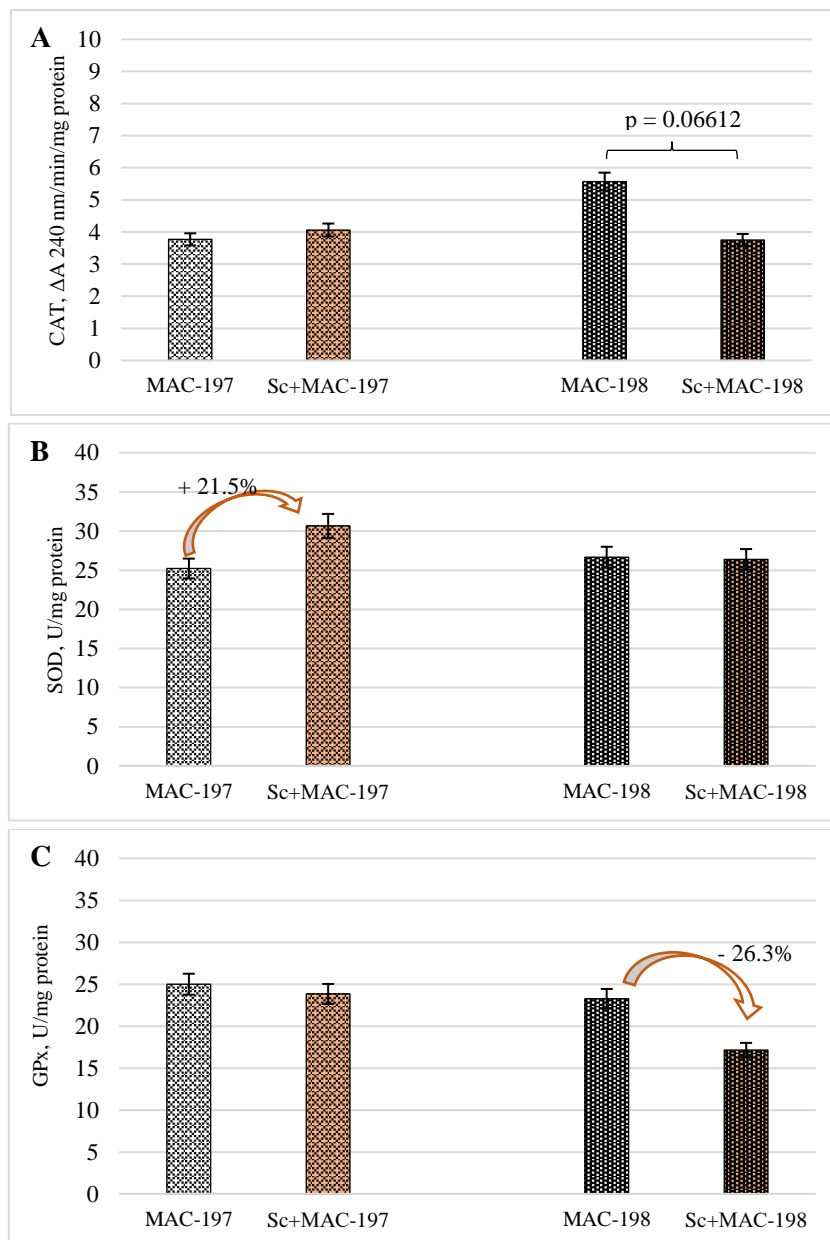 A
CAT, ΔA 240 nm/min/mg protein
10
9
8
7
6
5
4
3
2
1
0
p = 0.06612
MAC-197
Sc+MAC-197
MAC-198
Sc+MAC-198
B
SOD, U/mg protein
40
35
30
25
20
15
10
5
0
+ 21.5%
MAC-197
Sc+MAC-197
MAC-198
Sc+MAC-198
C
GPx, U/mg protein
40
35
30
25
20
15
10
5
0
- 26.3%
MAC-197
Sc+MAC-197
MAC-198
Sc+MAC-198